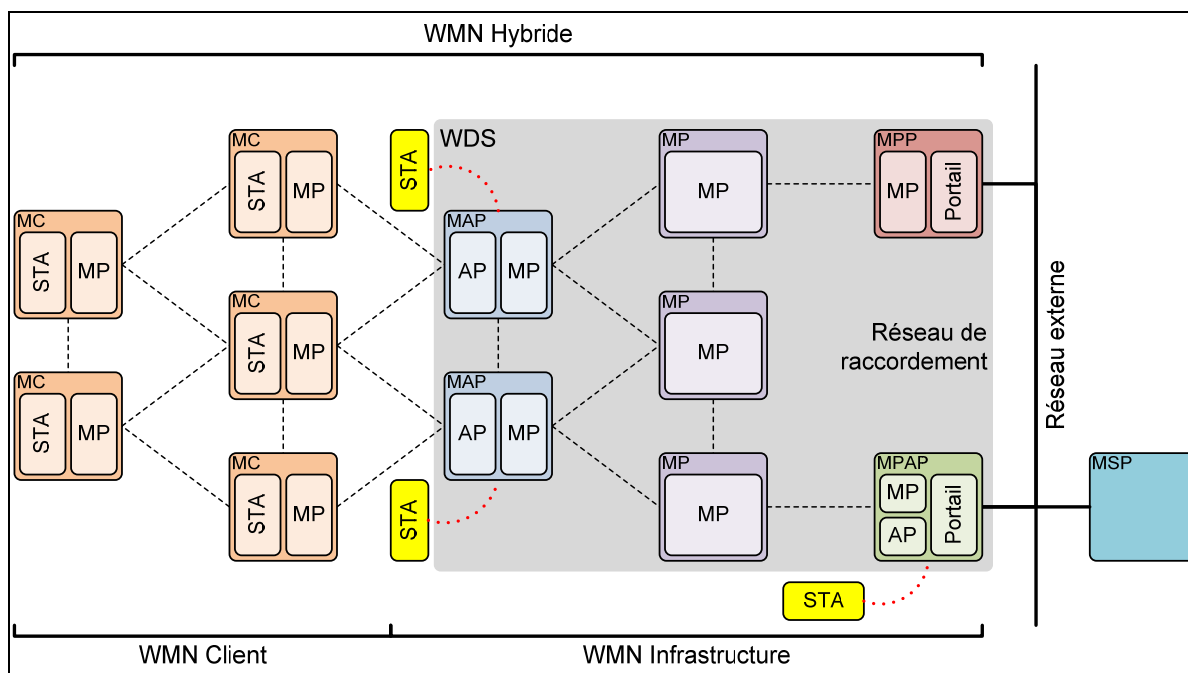 WMN Hybride
WDS
MC
STA
MP
MC
STA
MP
MC
STA
MP
MC
STA
MP
MC
STA
MP
STA
STA
MAP
AP
MP
MAP
AP
MP
MP
MP
MP
MP
MP
MP
MPP
MP
Portail
Réseau de
raccordement
MPAP
MP
AP
Portail
STA
Réseau externe
MSP
WMN Client
WMN Infrastructure